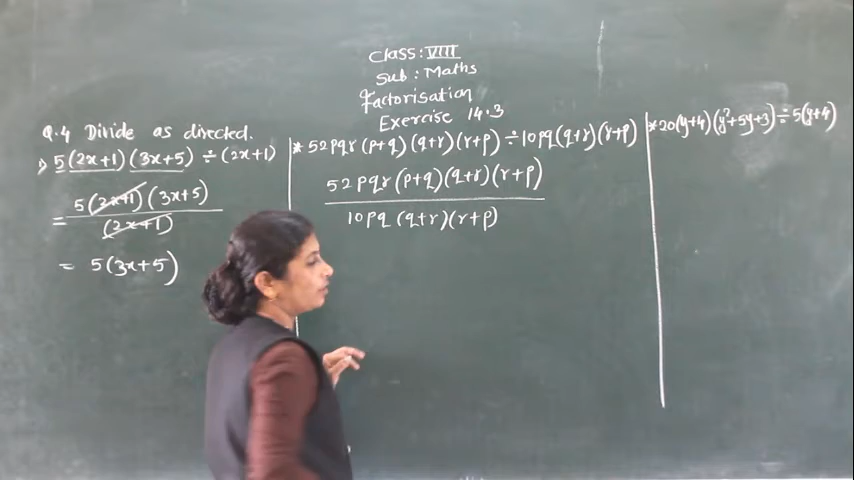 Class: VIII
Sub: Maths
Factorisation
Exercise 14.3
Q.4 Divide as directed.
1) 5(2x+1)(3x+5) ÷ (2x+1)
= 5(2x+1)(3x+5)
(2x+1)
= 5(3x+5)
* 52pqr(p+q)(q+r)(r+p) ÷ 10pq(q+r)(r+p)
52pqr(p+q)(q+r)(r+p)
10pq(q+r)(r+p)
* 20(y+4)(y²+5y+3) ÷ 5(y+4)